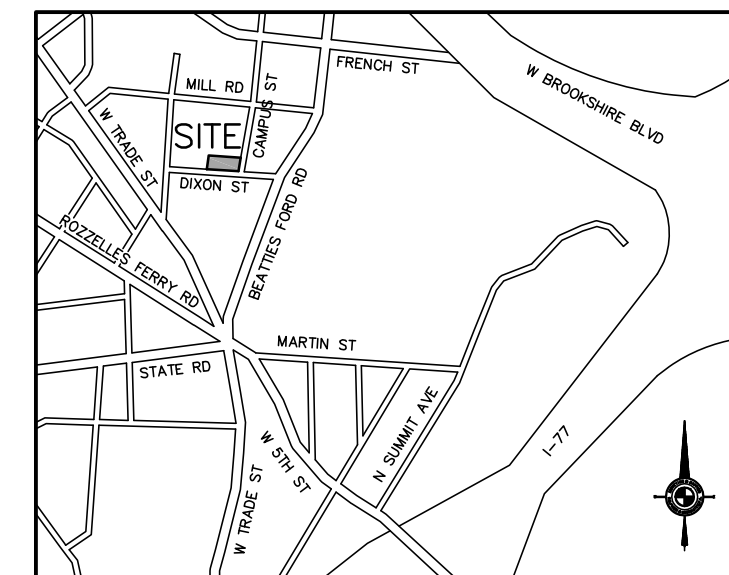 FRENCH ST
W BROOKSHIRE BLVD
MILL RD
CAMPUS ST
W TRADE ST
SITE
DIXON ST
BEATTIES FORD RD
ROZZELLES FERRY RD
MARTIN ST
STATE RD
N SUMMIT AVE
I-77
W 5TH ST
W TRADE ST